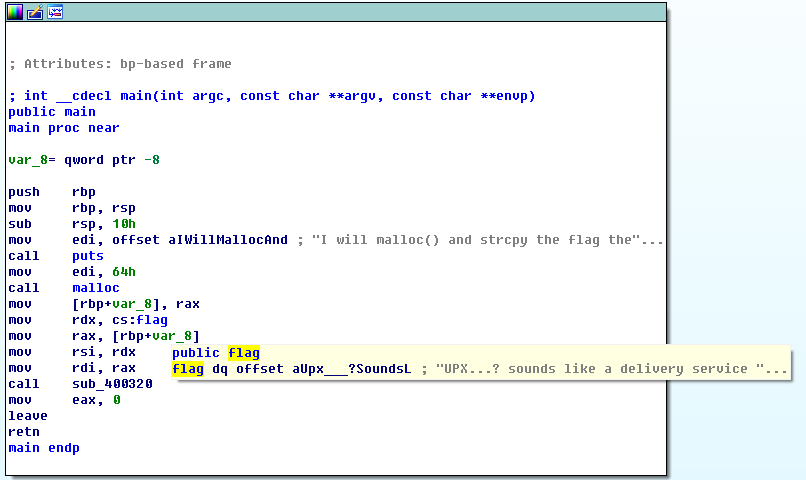 ; Attributes: bp-based frame
; int __cdecl main(int argc, const char **argv, const char **envp)
public main
main proc near
var_8= qword ptr -8
push rbp
mov rbp, rsp
sub rsp, 10h
mov edi, offset aIWillMallocAnd ; "I will malloc() and strcpy the flag the"...
call puts
mov edi, 64h
call malloc
mov [rbp+var_8], rax
mov rdx, cs:flag
mov rax, [rbp+var_8]
mov rsi, rdx
public flag
mov rdi, rax
flag dq offset aUpx___?SoundsL ; "UPX...? sounds like a delivery service "...
call sub_400320
mov eax, 0
leave
retn
main endp